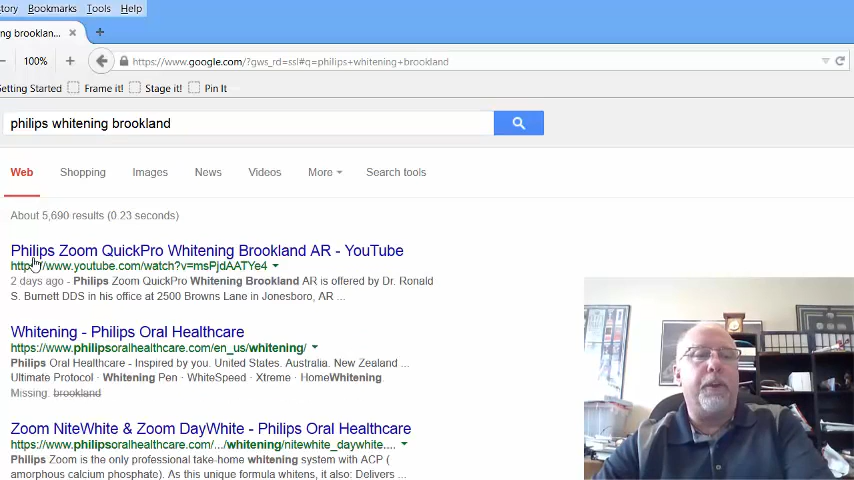 story Bookmarks Tools Help
ng brooklan... ×
100%
https://www.google.com/?gws_rd=ssl#q=philips+whitening+brookland
Getting Started Frame it! Stage it! Pin It
philips whitening brookland
Web Shopping Images News Videos More Search tools
About 5,690 results (0.23 seconds)
Philips Zoom QuickPro Whitening Brookland AR - YouTube
https://www.youtube.com/watch?v=msPjdAATYe4
2 days ago - Philips Zoom QuickPro Whitening Brookland AR is offered by Dr. Ronald
S. Burnett DDS in his office at 2500 Browns Lane in Jonesboro, AR ...
Whitening - Philips Oral Healthcare
https://www.philipsoralhealthcare.com/en_us/whitening/
Philips Oral Healthcare - Inspired by you. United States. Australia. New Zealand ...
Ultimate Protocol · Whitening Pen · WhiteSpeed · Xtreme · HomeWhitening.
Missing: brookland
Zoom NiteWhite & Zoom DayWhite - Philips Oral Healthcare
https://www.philipsoralhealthcare.com/.../whitening/nitewhite_daywhite....
Philips Zoom is the only professional take-home whitening system with ACP (
amorphous calcium phosphate). As this unique formula whitens, it also: Delivers ...